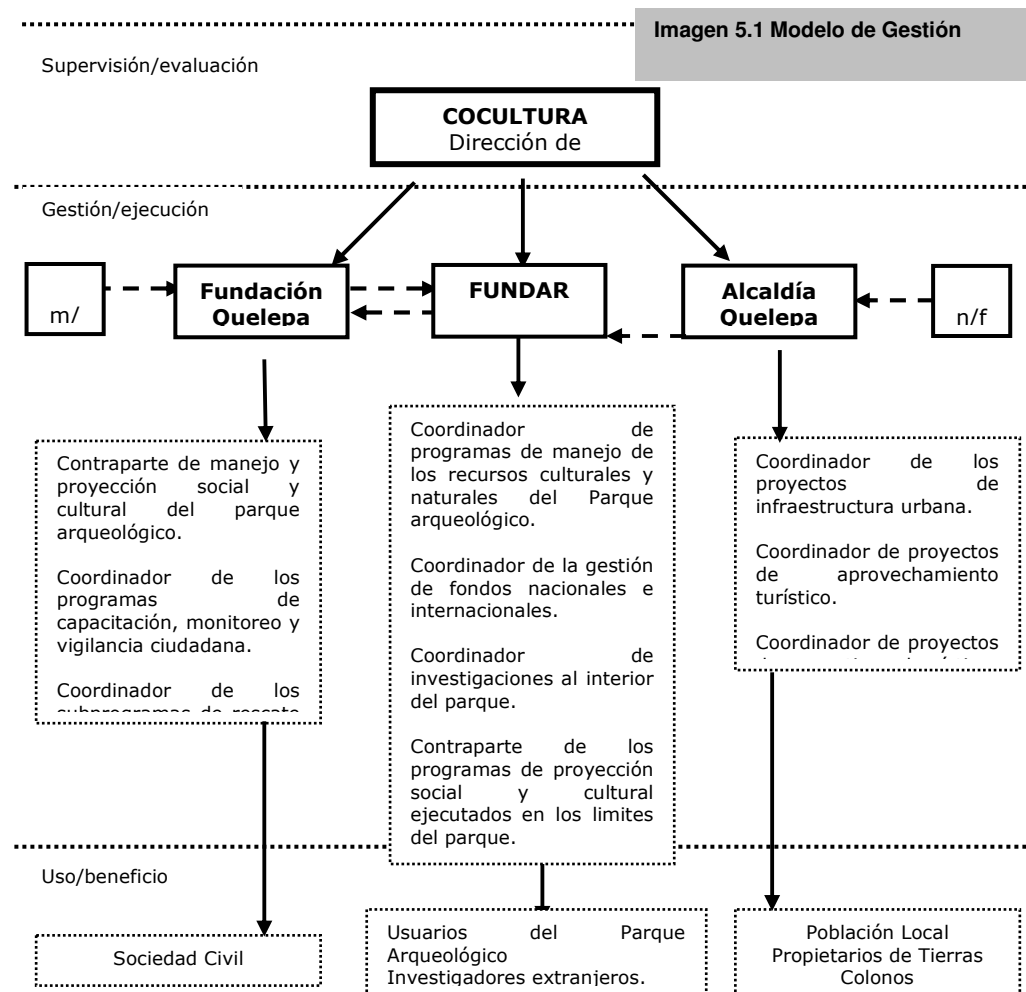 Imagen 5.1 Modelo de Gestión
Supervisión/evaluación
COCULTURA
Dirección de
Gestión/ejecución
m/
Fundación
Quelepa
FUNDAR
Alcaldía
Quelepa
n/f
Contraparte de manejo y
proyección social y
cultural del parque
arqueológico.
Coordinador de los
programas de
capacitación, monitoreo y
vigilancia ciudadana.
Coordinador de los
subprogramas de rescate
Coordinador de
programas de manejo de
los recursos culturales y
naturales del Parque
arqueológico.
Coordinador de la gestión
de fondos nacionales e
internacionales.
Coordinador de
investigaciones al interior
del parque.
Contraparte de los
programas de proyección
social y cultural
ejecutados en los limites
del parque.
Coordinador de los
proyectos de
infraestructura urbana.
Coordinador de proyectos
de aprovechamiento
turístico.
Coordinador de proyectos
Uso/beneficio
Sociedad Civil
Usuarios del Parque
Arqueológico
Investigadores extranjeros.
Población Local
Propietarios de Tierras
Colonos